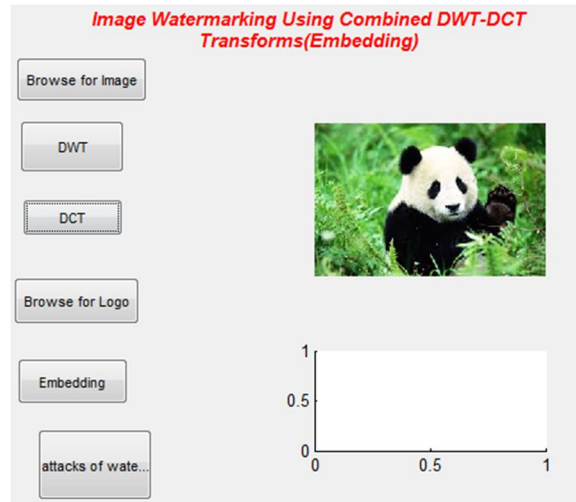 Image Watermarking Using Combined DWT-DCT
Transforms(Embedding)
Browse for Image
DWT
DCT
Browse for Logo
Embedding
attacks of wate...
1
0.5
0
0
0.5
1